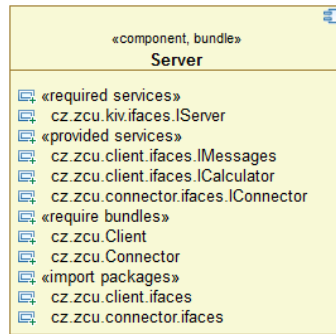 «component, bundle»
Server
«required services»
cz.zcu.kiv.ifaces.IServer
«provided services»
cz.zcu.client.ifaces.IMessages
cz.zcu.client.ifaces.ICalculator
cz.zcu.connector.ifaces.IConnector
«require bundles»
cz.zcu.Client
cz.zcu.Connector
«import packages»
cz.zcu.client.ifaces
cz.zcu.connector.ifaces